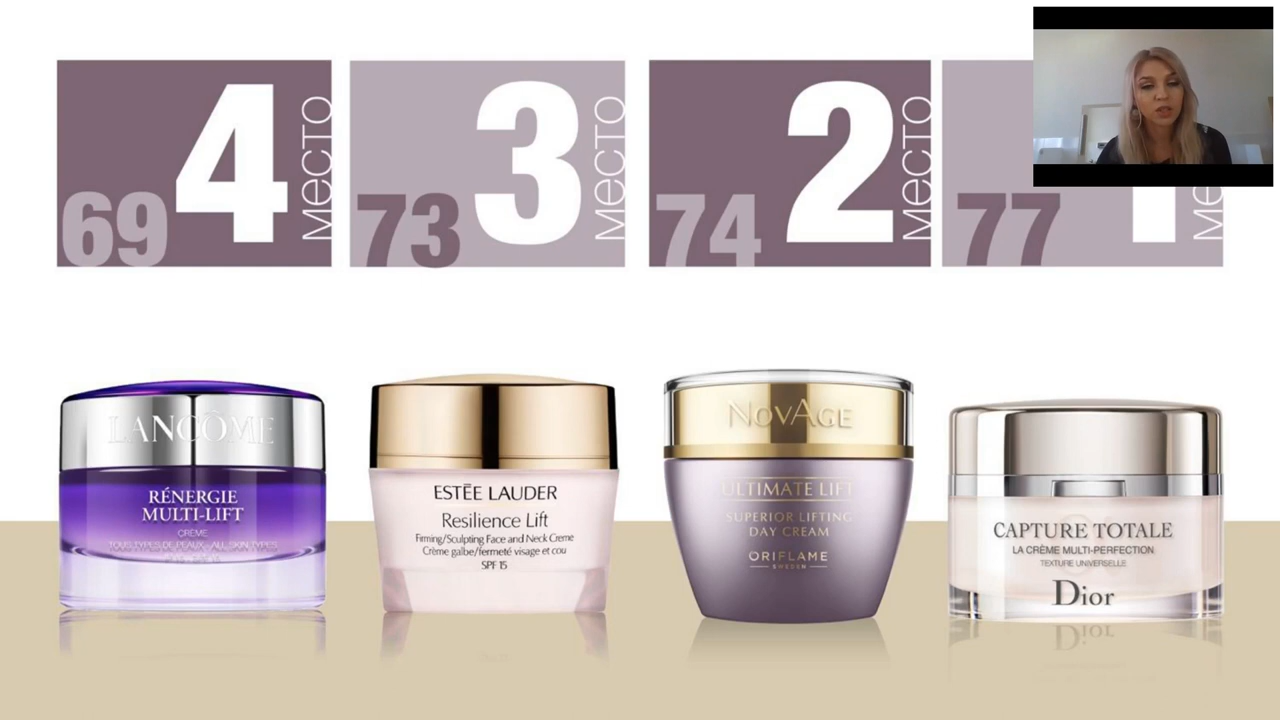 69 4 место
73 3 место
74 2 место
77 1
LANCÔME
RÉNERGIE
MULTI-LIFT
CRÈME
TOUS TYPES DE PEAUX - ALL SKIN TYPES
ESTĒE LAUDER
Resilience Lift
Firming/Sculpting Face and Neck Creme
Crème galbe/fermeté visage et cou
SPF 15
NOVAGE
ULTIMATE LIFT
SUPERIOR LIFTING
DAY CREAM
ORIFLAME
SWEDEN
CAPTURE TOTALE
LA CRÈME MULTI-PERFECTION
TEXTURE UNIVERSELLE
Dior